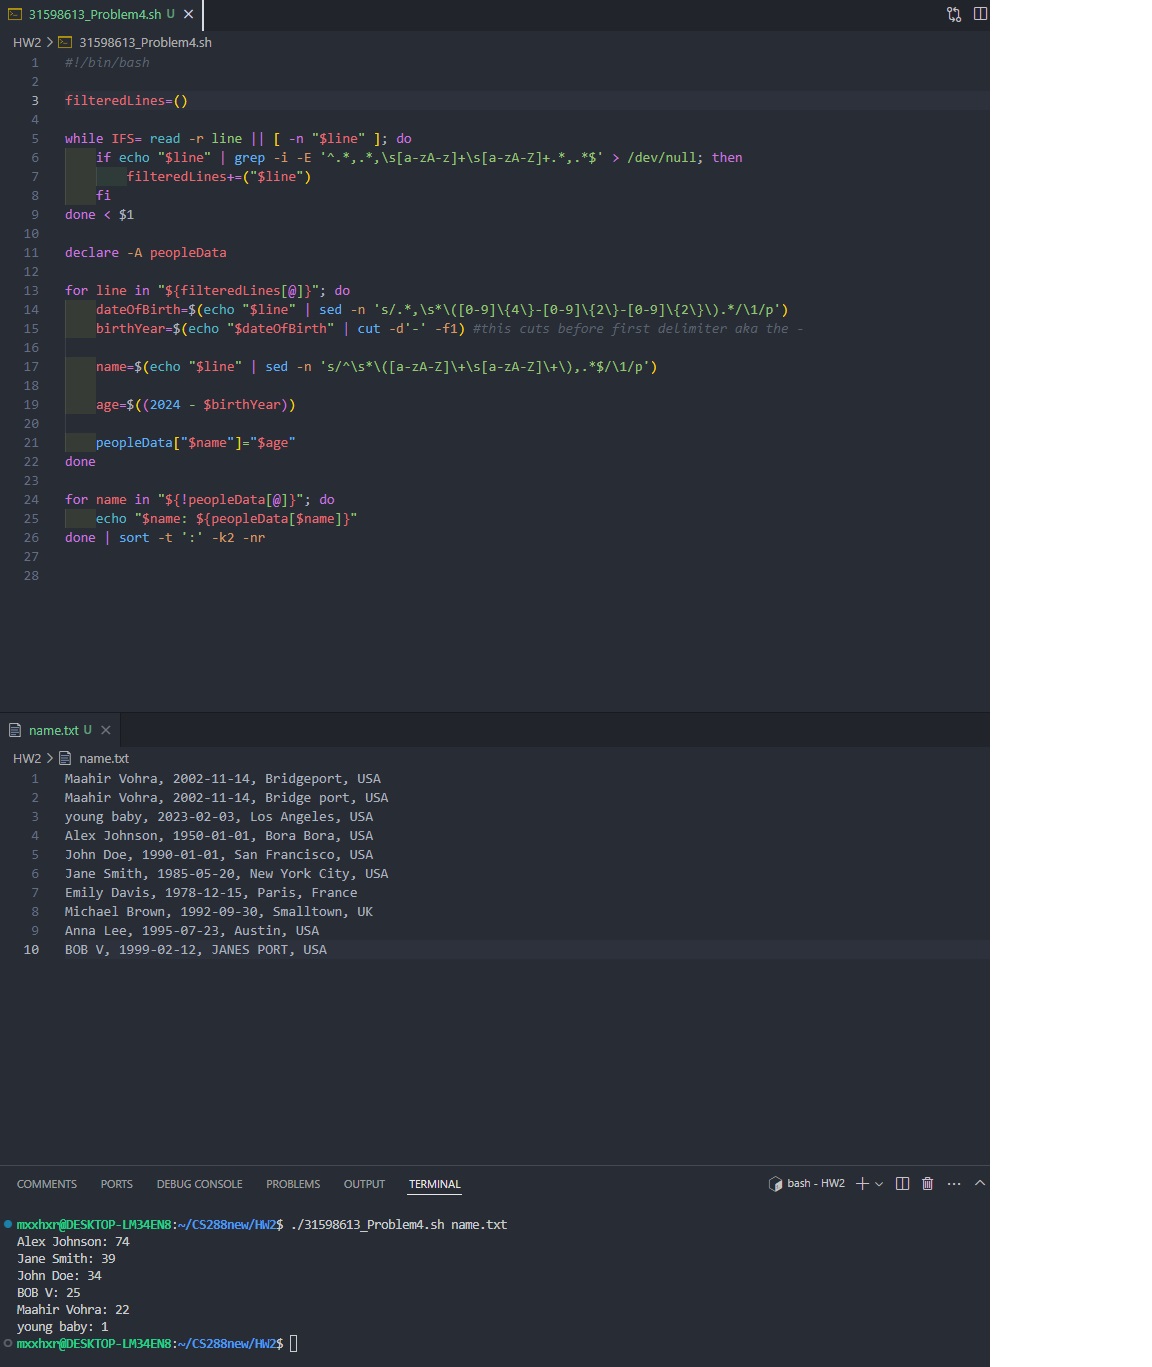 31598613_Problem4.sh U
HW2 > 31598613_Problem4.sh
1 #!/bin/bash
2
3 filteredLines=()
4
5 while IFS= read -r line || [ -n "$line" ]; do
6 if echo "$line" | grep -i -E '^.*,.*,\s[a-zA-z]+\s[a-zA-Z]+.*,.*$' > /dev/null; then
7 filteredLines+=("$line")
8 fi
9 done < $1
10
11 declare -A peopleData
12
13 for line in "${filteredLines[@]}"; do
14 dateOfBirth=$(echo "$line" | sed -n 's/.*,\s*\([0-9]\{4\}-[0-9]\{2\}-[0-9]\{2\}\).*/\1/p')
15 birthYear=$(echo "$dateOfBirth" | cut -d'-' -f1) #this cuts before first delimiter aka the -
16
17 name=$(echo "$line" | sed -n 's/^\s*\([a-zA-Z]\+\s[a-zA-Z]\+\),.*$/\1/p')
18
19 age=$((2024 - $birthYear))
20
21 peopleData["$name"]="$age"
22 done
23
24 for name in "${!peopleData[@]}"; do
25 echo "$name: ${peopleData[$name]}"
26 done | sort -t ':' -k2 -nr
27
28
name.txt U
HW2 > name.txt
1 Maahir Vohra, 2002-11-14, Bridgeport, USA
2 Maahir Vohra, 2002-11-14, Bridge port, USA
3 young baby, 2023-02-03, Los Angeles, USA
4 Alex Johnson, 1950-01-01, Bora Bora, USA
5 John Doe, 1990-01-01, San Francisco, USA
6 Jane Smith, 1985-05-20, New York City, USA
7 Emily Davis, 1978-12-15, Paris, France
8 Michael Brown, 1992-09-30, Smalltown, UK
9 Anna Lee, 1995-07-23, Austin, USA
10 BOB V, 1999-02-12, JANES PORT, USA
COMMENTS PORTS DEBUG CONSOLE PROBLEMS OUTPUT TERMINAL bash - HW2
mxxhxr@DESKTOP-LM34EN8:~/CS288new/HW2$ ./31598613_Problem4.sh name.txt
Alex Johnson: 74
Jane Smith: 39
John Doe: 34
BOB V: 25
Maahir Vohra: 22
young baby: 1
mxxhxr@DESKTOP-LM34EN8:~/CS288new/HW2$